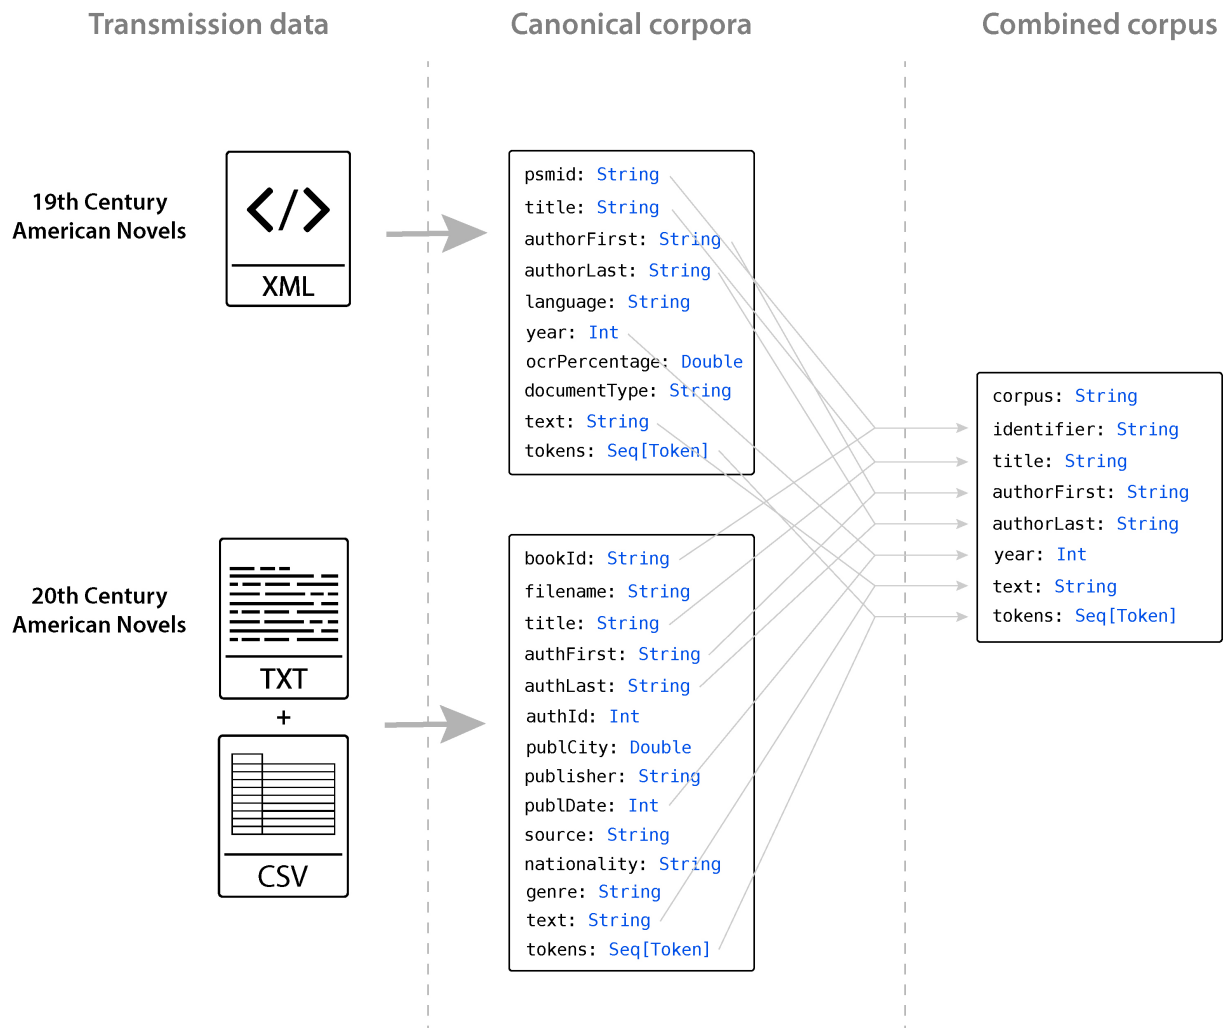 Transmission data
Canonical corpora
Combined corpus
19th Century
American Novels
</>
XML
psmid: String
title: String
authorFirst: String
authorLast: String
language: String
year: Int
ocrPercentage: Double
documentType: String
text: String
tokens: Seq[Token]
20th Century
American Novels
TXT
+
CSV
bookId: String
filename: String
title: String
authFirst: String
authLast: String
authId: Int
publCity: Double
publisher: String
publDate: Int
source: String
nationality: String
genre: String
text: String
tokens: Seq[Token]
corpus: String
identifier: String
title: String
authorFirst: String
authorLast: String
year: Int
text: String
tokens: Seq[Token]